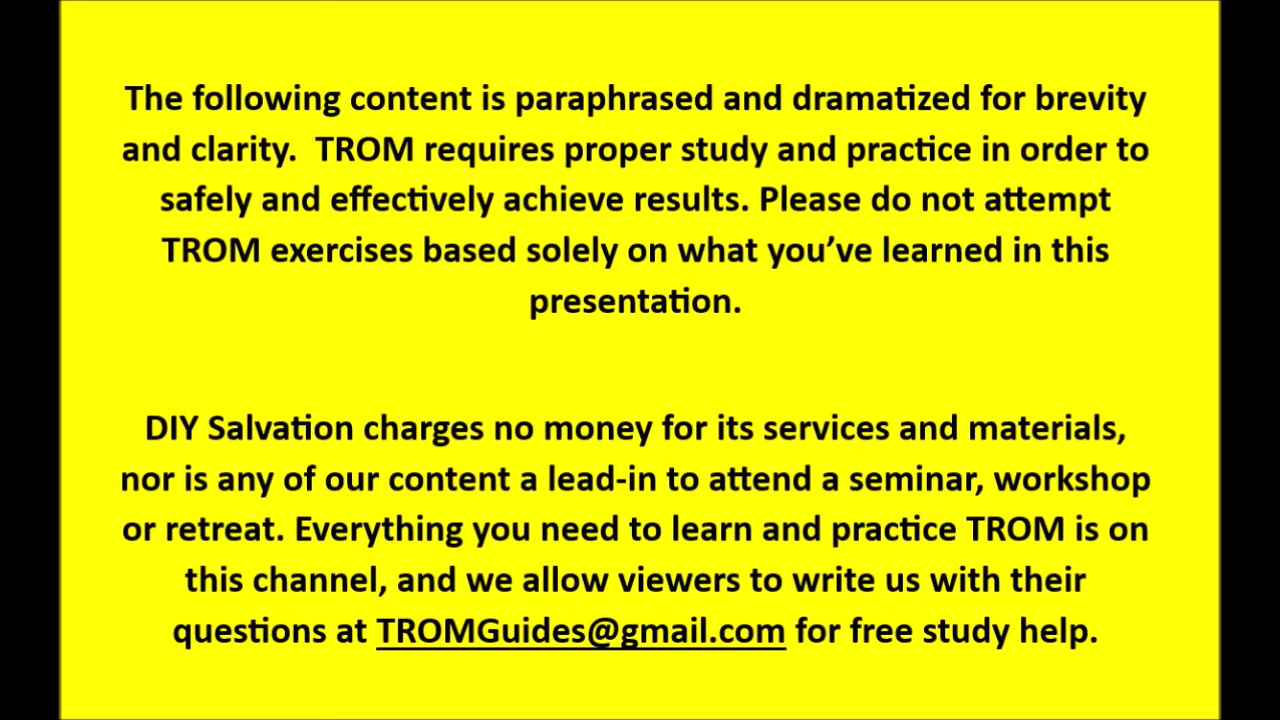 The following content is paraphrased and dramatized for brevity
and clarity.  TROM requires proper study and practice in order to
safely and effectively achieve results. Please do not attempt
TROM exercises based solely on what you’ve learned in this
presentation.
DIY Salvation charges no money for its services and materials,
nor is any of our content a lead-in to attend a seminar, workshop
or retreat. Everything you need to learn and practice TROM is on
this channel, and we allow viewers to write us with their
questions at TROMGuides@gmail.com for free study help.